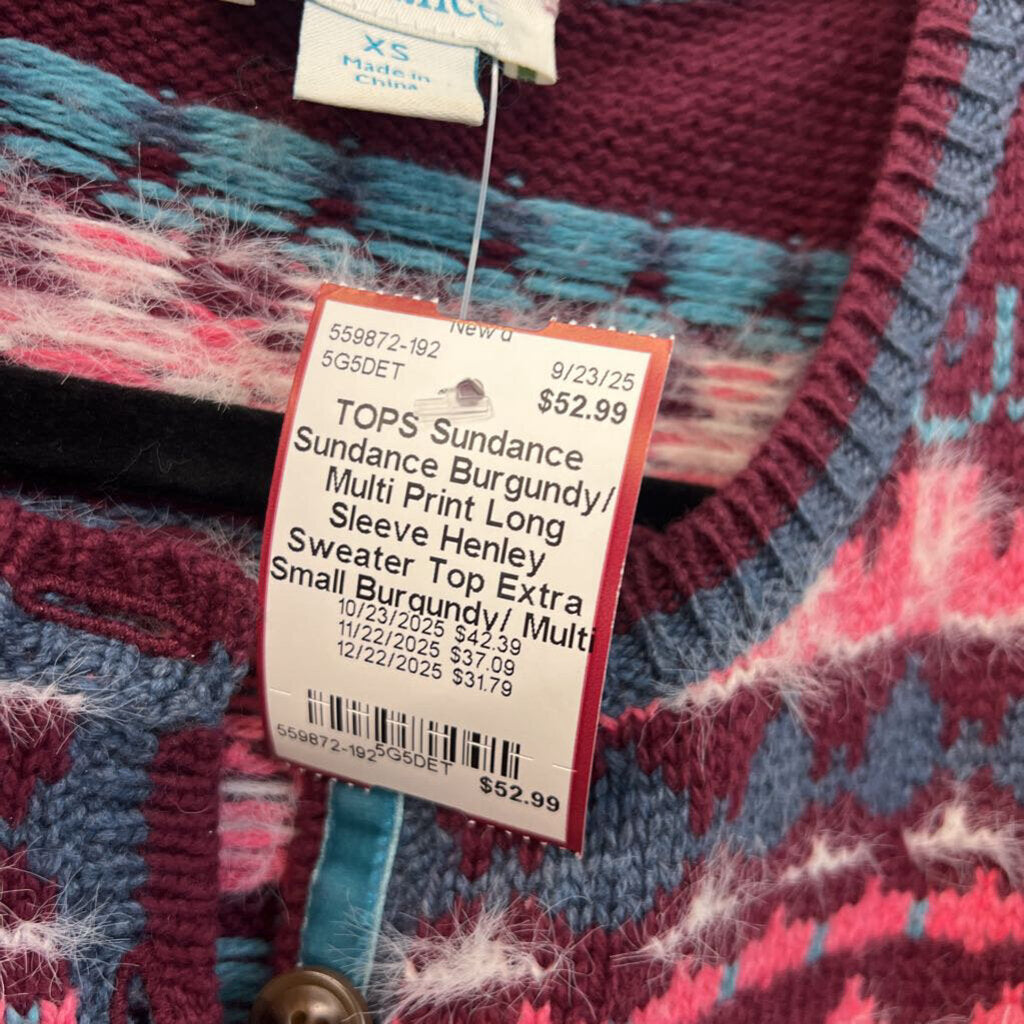 XS
Made in
China
559872-192
5G5DET
9/23/25
$52.99
TOPS Sundance
Sundance Burgundy/
Multi Print Long
Sleeve Henley
Sweater Top Extra
Small Burgundy/ Multi
10/23/2025 $42.39
11/22/2025 $37.09
12/22/2025 $31.79
559872-192 5G5DET
$52.99